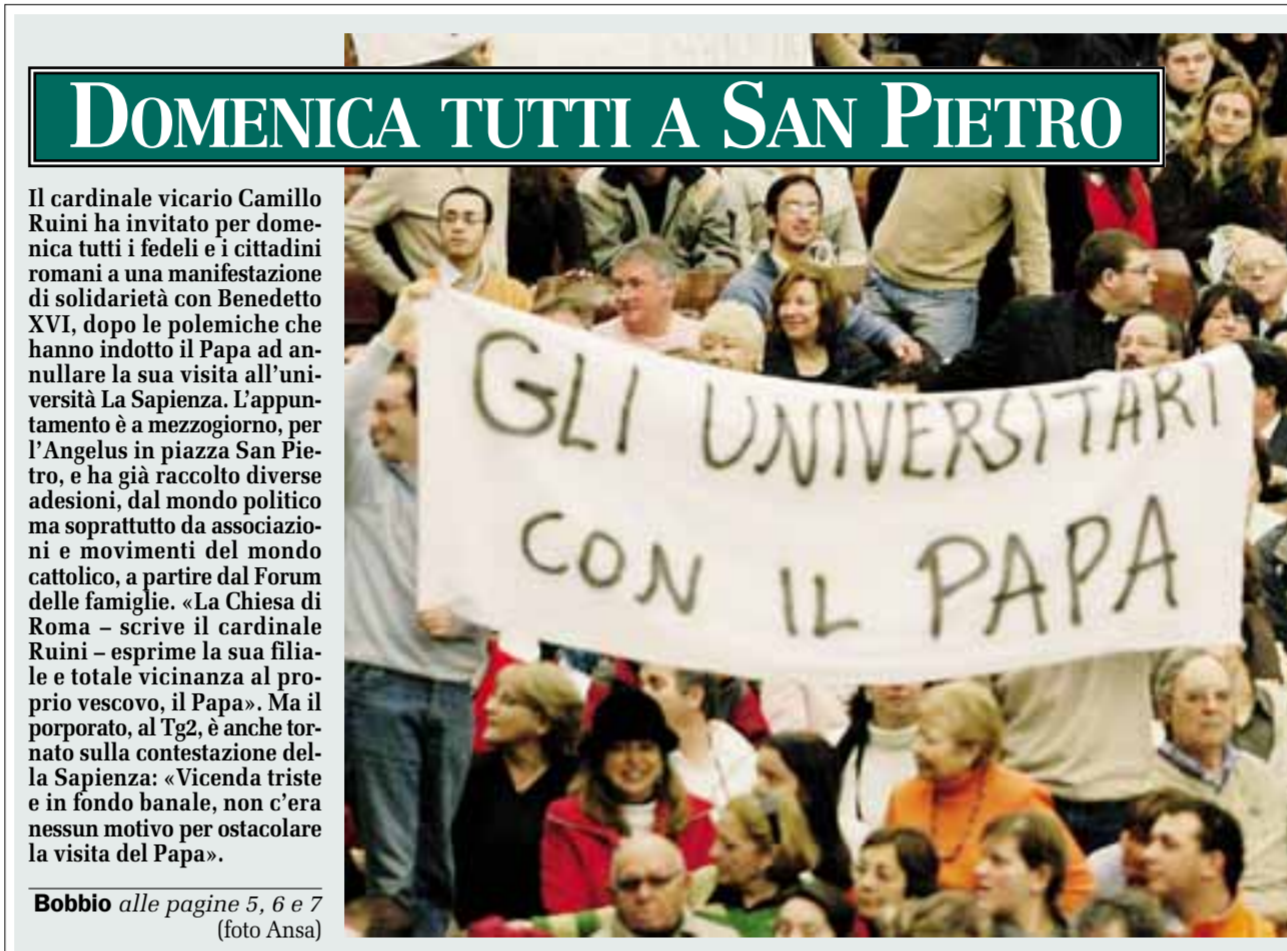 DOMENICA TUTTI A SAN PIETRO
Il cardinale vicario Camillo
Ruini ha invitato per dome-
nica tutti i fedeli e i cittadini
romani a una manifestazione
di solidarietà con Benedetto
XVI, dopo le polemiche che
hanno indotto il Papa ad an-
nullare la sua visita all'uni-
versità La Sapienza. L'appun-
tamento è a mezzogiorno, per
l'Angelus in piazza San Pie-
tro, e ha già raccolto diverse
adesioni, dal mondo politico
ma soprattutto da associazio-
ni e movimenti del mondo
cattolico, a partire dal Forum
delle famiglie. «La Chiesa di
Roma – scrive il cardinale
Ruini – esprime la sua filia-
le e totale vicinanza al pro-
prio vescovo, il Papa». Ma il
porporato, al Tg2, è anche tor-
nato sulla contestazione del-
la Sapienza: «Vicenda triste
e in fondo banale, non c'era
nessun motivo per ostacolare
la visita del Papa».
Bobbio alle pagine 5, 6 e 7
(foto Ansa)
GLI UNIVERSITARI
CON IL PAPA